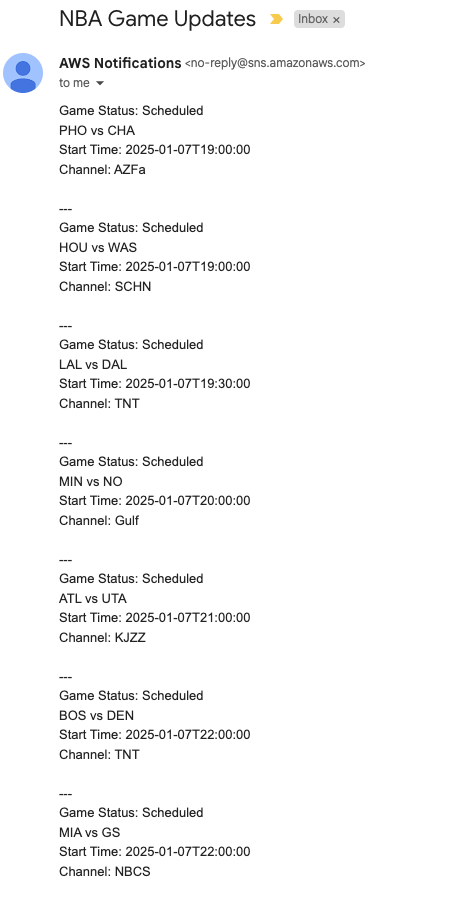 NBA Game Updates Inbox ×
AWS Notifications <no-reply@sns.amazonaws.com>
to me
Game Status: Scheduled
PHO vs CHA
Start Time: 2025-01-07T19:00:00
Channel: AZFa
---
Game Status: Scheduled
HOU vs WAS
Start Time: 2025-01-07T19:00:00
Channel: SCHN
---
Game Status: Scheduled
LAL vs DAL
Start Time: 2025-01-07T19:30:00
Channel: TNT
---
Game Status: Scheduled
MIN vs NO
Start Time: 2025-01-07T20:00:00
Channel: Gulf
---
Game Status: Scheduled
ATL vs UTA
Start Time: 2025-01-07T21:00:00
Channel: KJZZ
---
Game Status: Scheduled
BOS vs DEN
Start Time: 2025-01-07T22:00:00
Channel: TNT
---
Game Status: Scheduled
MIA vs GS
Start Time: 2025-01-07T22:00:00
Channel: NBCS